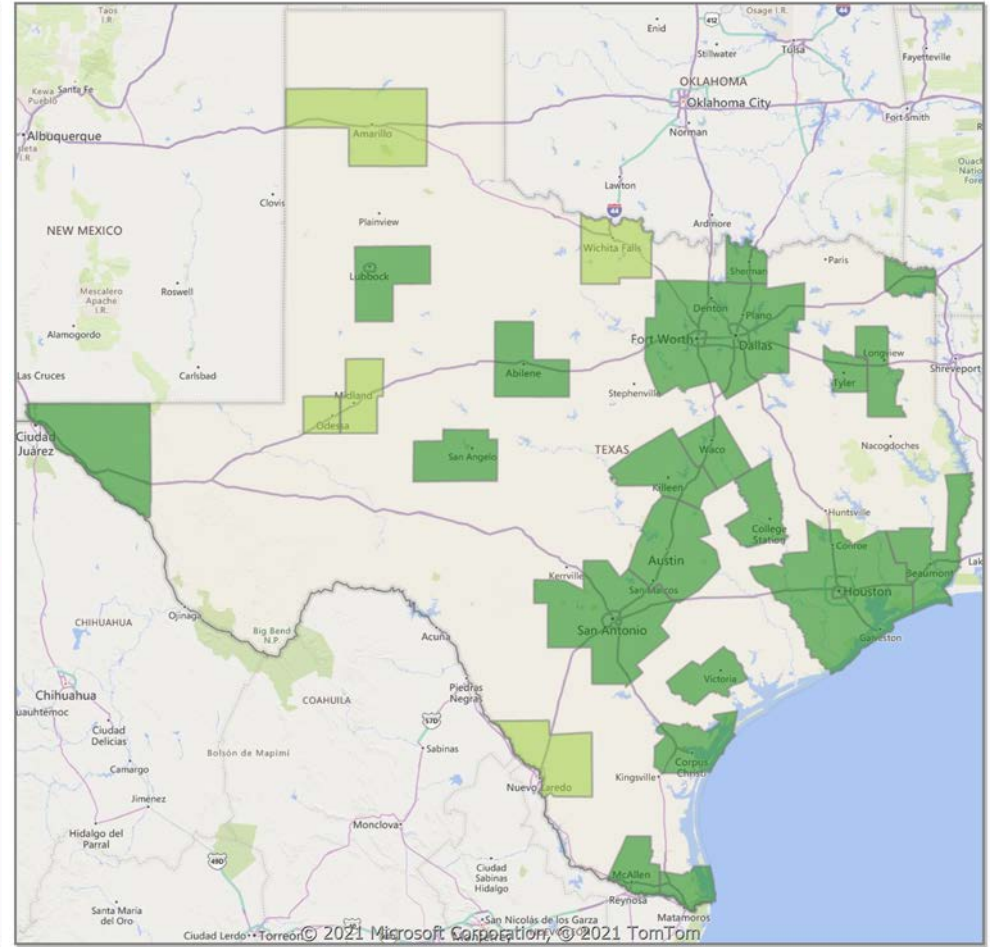 Taos
I.R.
Enid
412
Osage I.R.
44
Stillwater
Tulsa
Fayetteville
Kewa
Pueblo
Santa Fe
OKLAHOMA
Albuquerque
Oklahoma City
Fort Smith
Norman
Amarillo
I.R.
Lawton
Clovis
44
Ardmore
Plainview
NEW MEXICO
Wichita Falls
Paris
Sherman
Lubbock
Mescalero
Apache
I.R.
Roswell
Denton
Plano
Alamogordo
Fort Worth
Dallas
Longview
Shreveport
Abilene
Tyler
Las Cruces
Carlsbad
Stephenville
Midland
Odessa
Ciudad
Juárez
TEXAS
Waco
Nacogdoches
San Angelo
Killeen
Huntsville
College
Station
Conroe
Austin
Kerrville
Beaumont
San Marcos
Houston
Ojinaga
CHIHUAHUA
Big Bend
N.P.
Acuña
San Antonio
Galveston
Chihuahua
COAHUILA
Piedras
Negras
Victoria
uauhtémoc
57D
Ciudad
Delicias
Bolsón de Mapimí
Sabinas
Camargo
Corpus
Christi
Kingsville
Nuevo Laredo
Jiménez
Monclova
Hidalgo del
Parral
49D
Ciudad
Sabinas
Hidalgo
McAllen
Reynosa
Santa María
del Oro
San Nicolás de los Garza
Matamoros
Ciudad Lerdo
Torreón
© 2021 Microsoft Corporation, © 2021 TomTom